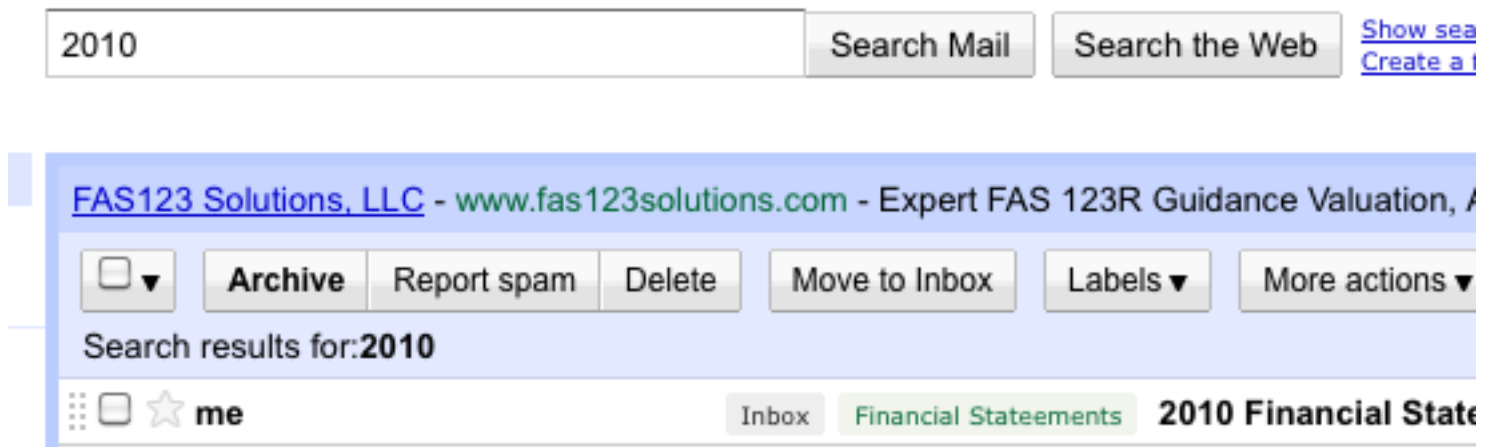 2010 Search Mail Search the Web Show sea
Create a f
FAS123 Solutions, LLC - www.fas123solutions.com - Expert FAS 123R Guidance Valuation, A
Archive Report spam Delete Move to Inbox Labels More actions
Search results for:2010
me Inbox Financial Stateements 2010 Financial State